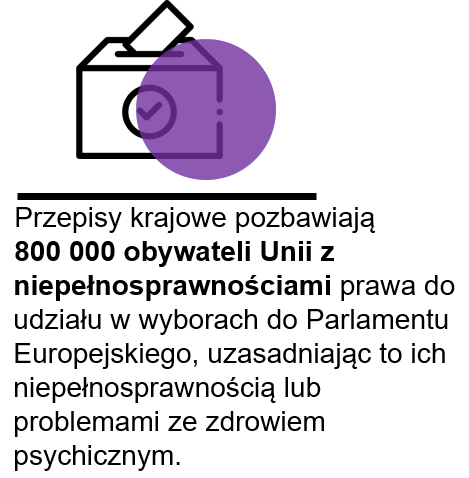 Przepisy krajowe pozbawiają
800 000 obywateli Unii z
niepełnosprawnościami prawa do
udziału w wyborach do Parlamentu
Europejskiego, uzasadniając to ich
niepełnosprawnością lub
problemami ze zdrowiem
psychicznym.